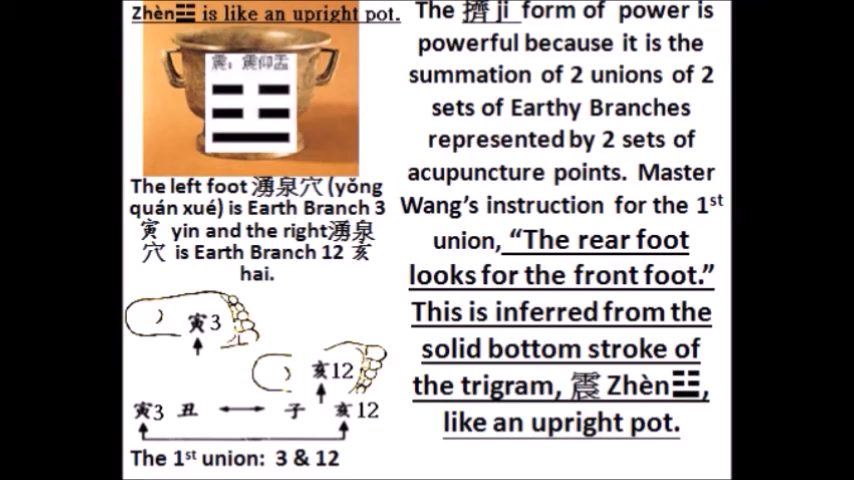 Zhèn☳ is like an upright pot.
震：震仰盂
The left foot 湧泉穴 (yǒng
quán xué) is Earth Branch 3
寅 yin and the right湧泉
穴 is Earth Branch 12 亥
hai.
寅3
亥12
寅3 丑 子 亥12
The 1st union: 3 & 12
The 擠 jǐ form of power is
powerful because it is the
summation of 2 unions of 2
sets of Earthy Branches
represented by 2 sets of
acupuncture points. Master
Wang’s instruction for the 1st
union, “The rear foot
looks for the front foot.”
This is inferred from the
solid bottom stroke of
the trigram, 震 Zhèn☳,
like an upright pot.